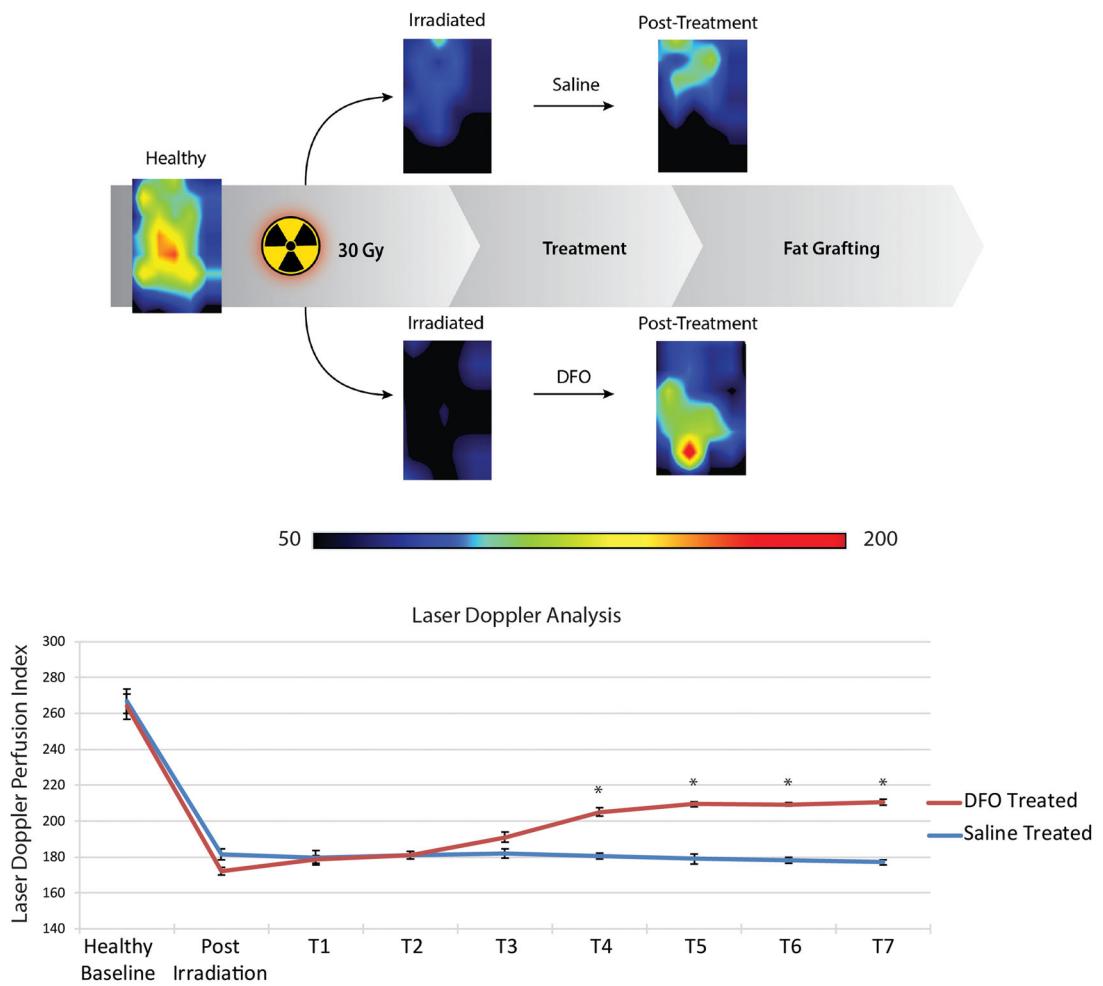 Irradiated
Post-Treatment
Saline
Healthy
30 Gy
Treatment
Fat Grafting
Irradiated
Post-Treatment
DFO
50
200
Laser Doppler Analysis
Laser Doppler Perfusion Index
300
280
260
240
220
200
180
160
140
* * * *
DFO Treated
Saline Treated
Healthy Baseline
Post Irradiation
T1
T2
T3
T4
T5
T6
T7